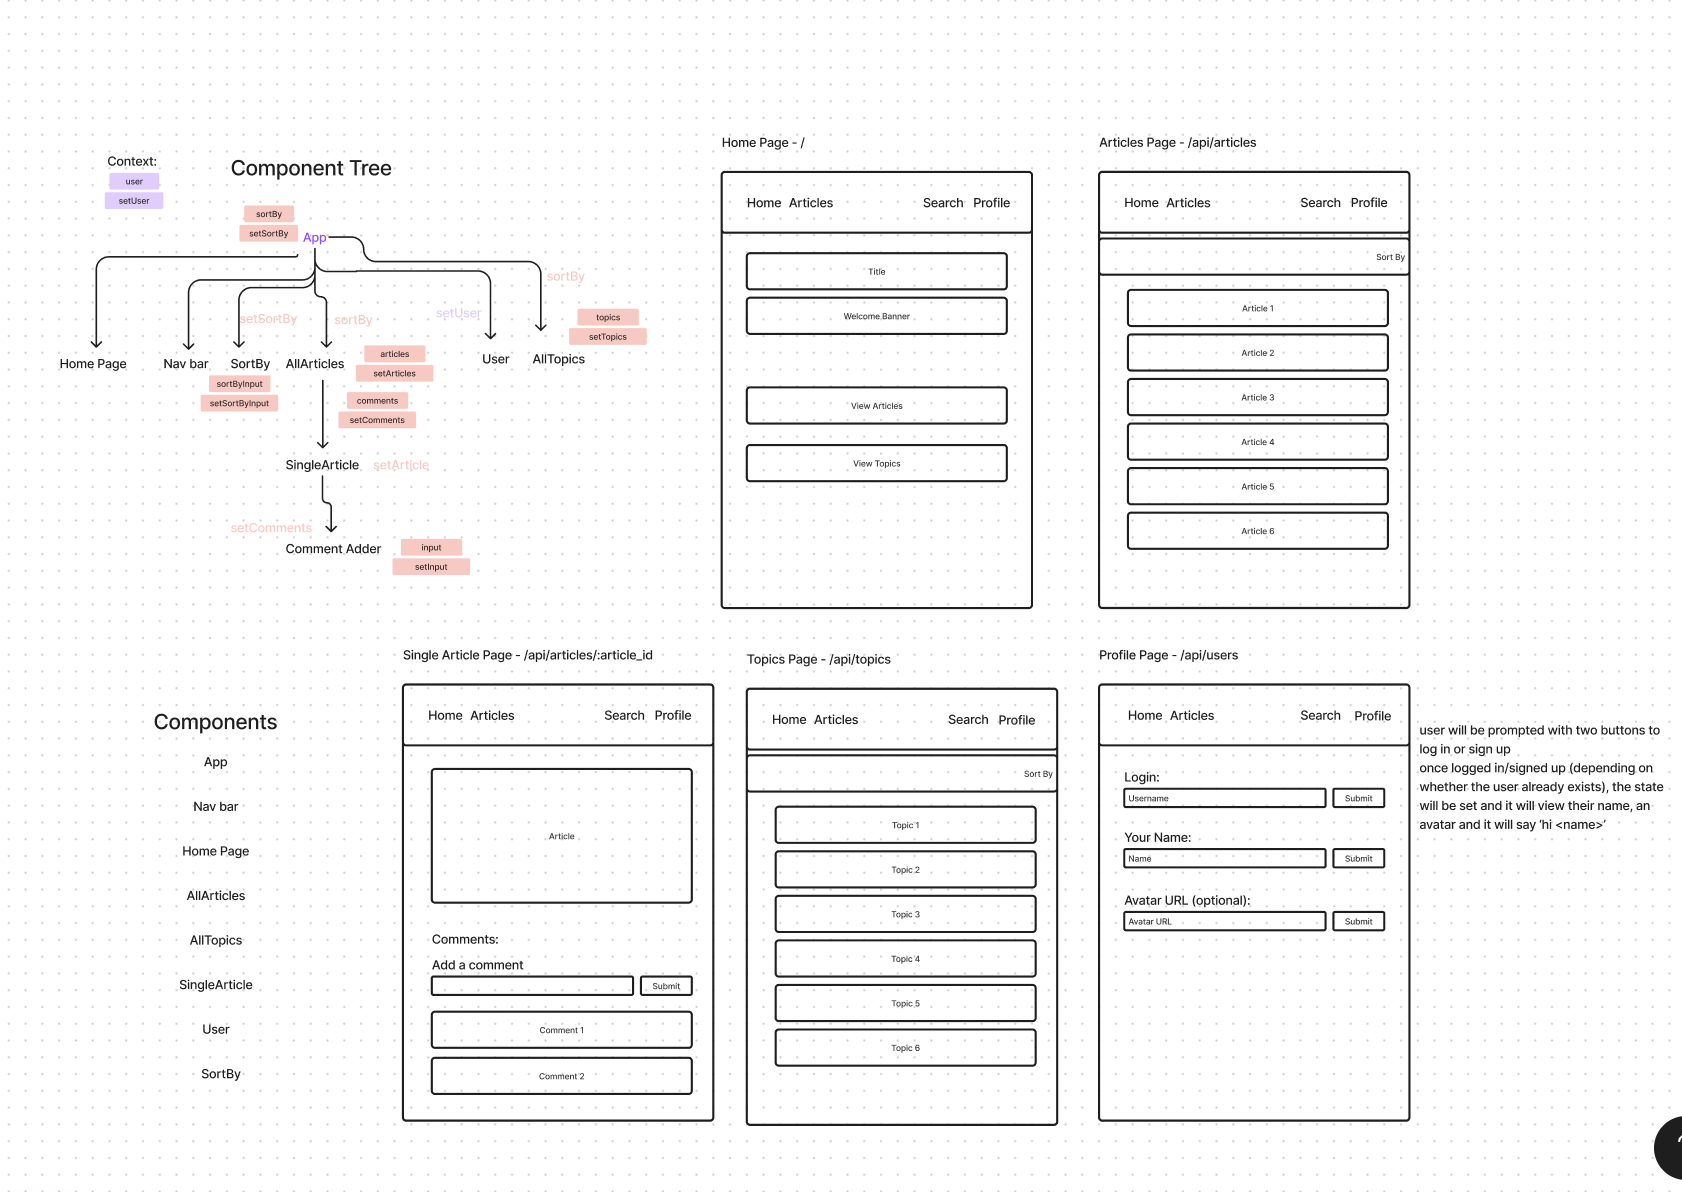 Context:
user
setUser
Component Tree
sortBy
setSortBy
App
sortBy
setSortBy
sortBy
setUser
topics
setTopics
Home Page
Nav bar
SortBy
AllArticles
User
AllTopics
sortByInput
setSortByInput
articles
setArticles
comments
setComments
SingleArticle
setArticle
setComments
Comment Adder
input
setInput
Home Page - /
Home Articles Search Profile
Title
Welcome Banner
View Articles
View Topics
Articles Page - /api/articles
Home Articles Search Profile
Sort By
Article 1
Article 2
Article 3
Article 4
Article 5
Article 6
Components
App
Nav bar
Home Page
AllArticles
AllTopics
SingleArticle
User
SortBy
Single Article Page - /api/articles/:article_id
Home Articles Search Profile
Article
Comments:
Add a comment
Submit
Comment 1
Comment 2
Topics Page - /api/topics
Home Articles Search Profile
Sort By
Topic 1
Topic 2
Topic 3
Topic 4
Topic 5
Topic 6
Profile Page - /api/users
Home Articles Search Profile
Login:
Username Submit
Your Name:
Name Submit
Avatar URL (optional):
Avatar URL Submit
user will be prompted with two buttons to
log in or sign up
once logged in/signed up (depending on
whether the user already exists), the state
will be set and it will view their name, an
avatar and it will say 'hi <name>'